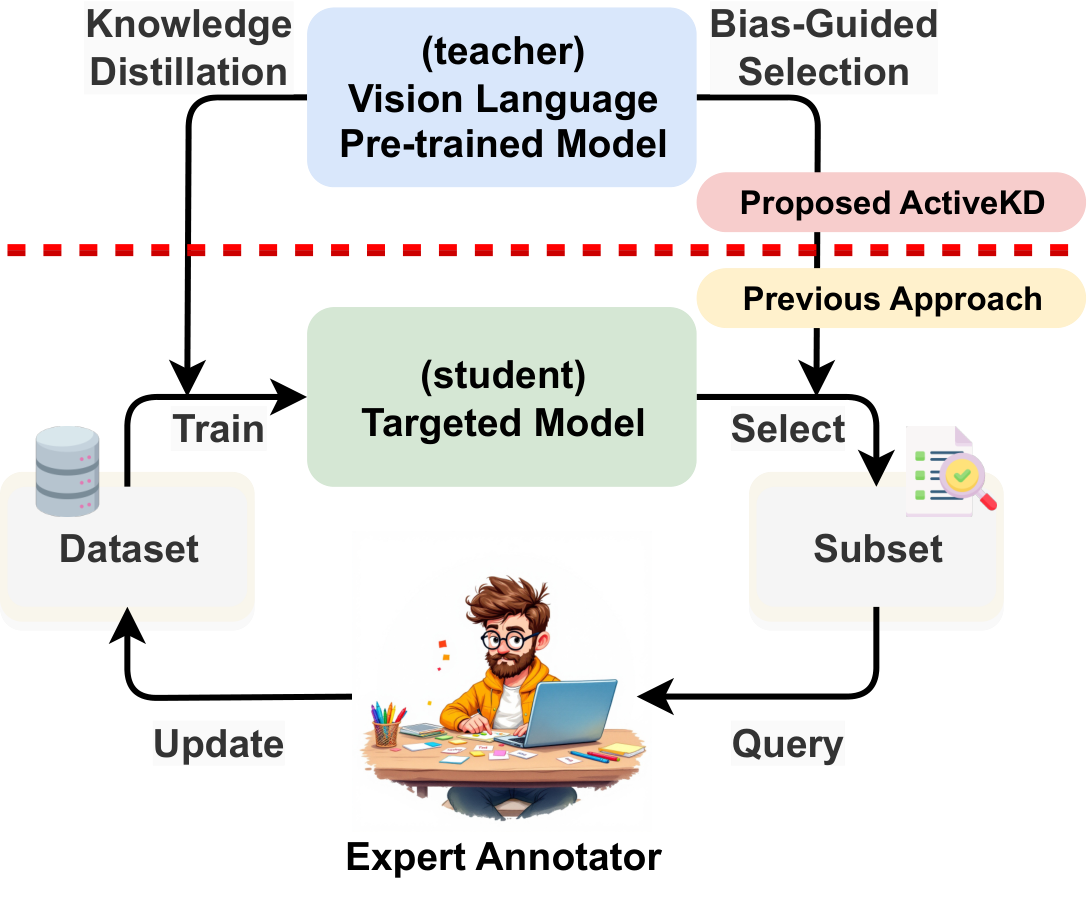 Knowledge
Distillation
(teacher)
Vision Language
Pre-trained Model
Bias-Guided
Selection
Proposed ActiveKD
Previous Approach
(student)
Targeted Model
Train
Select
Dataset
Subset
Update
Query
Expert Annotator